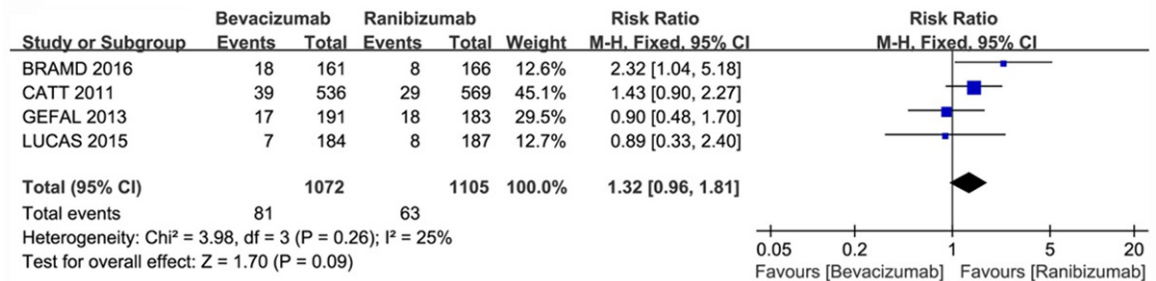 Bevacizumab Ranibizumab Risk Ratio Risk Ratio
Study or Subgroup Events Total Events Total Weight M-H, Fixed, 95% CI M-H, Fixed, 95% CI
BRAMD 2016 18 161 8 166 12.6% 2.32 [1.04, 5.18]
CATT 2011 39 536 29 569 45.1% 1.43 [0.90, 2.27]
GEFAL 2013 17 191 18 183 29.5% 0.90 [0.48, 1.70]
LUCAS 2015 7 184 8 187 12.7% 0.89 [0.33, 2.40]
Total (95% CI) 1072 1105 100.0% 1.32 [0.96, 1.81]
Total events 81 63
Heterogeneity: Chi² = 3.98, df = 3 (P = 0.26); I² = 25%
Test for overall effect: Z = 1.70 (P = 0.09)
0.05 0.2 1 5 20
Favours [Bevacizumab] Favours [Ranibizumab]